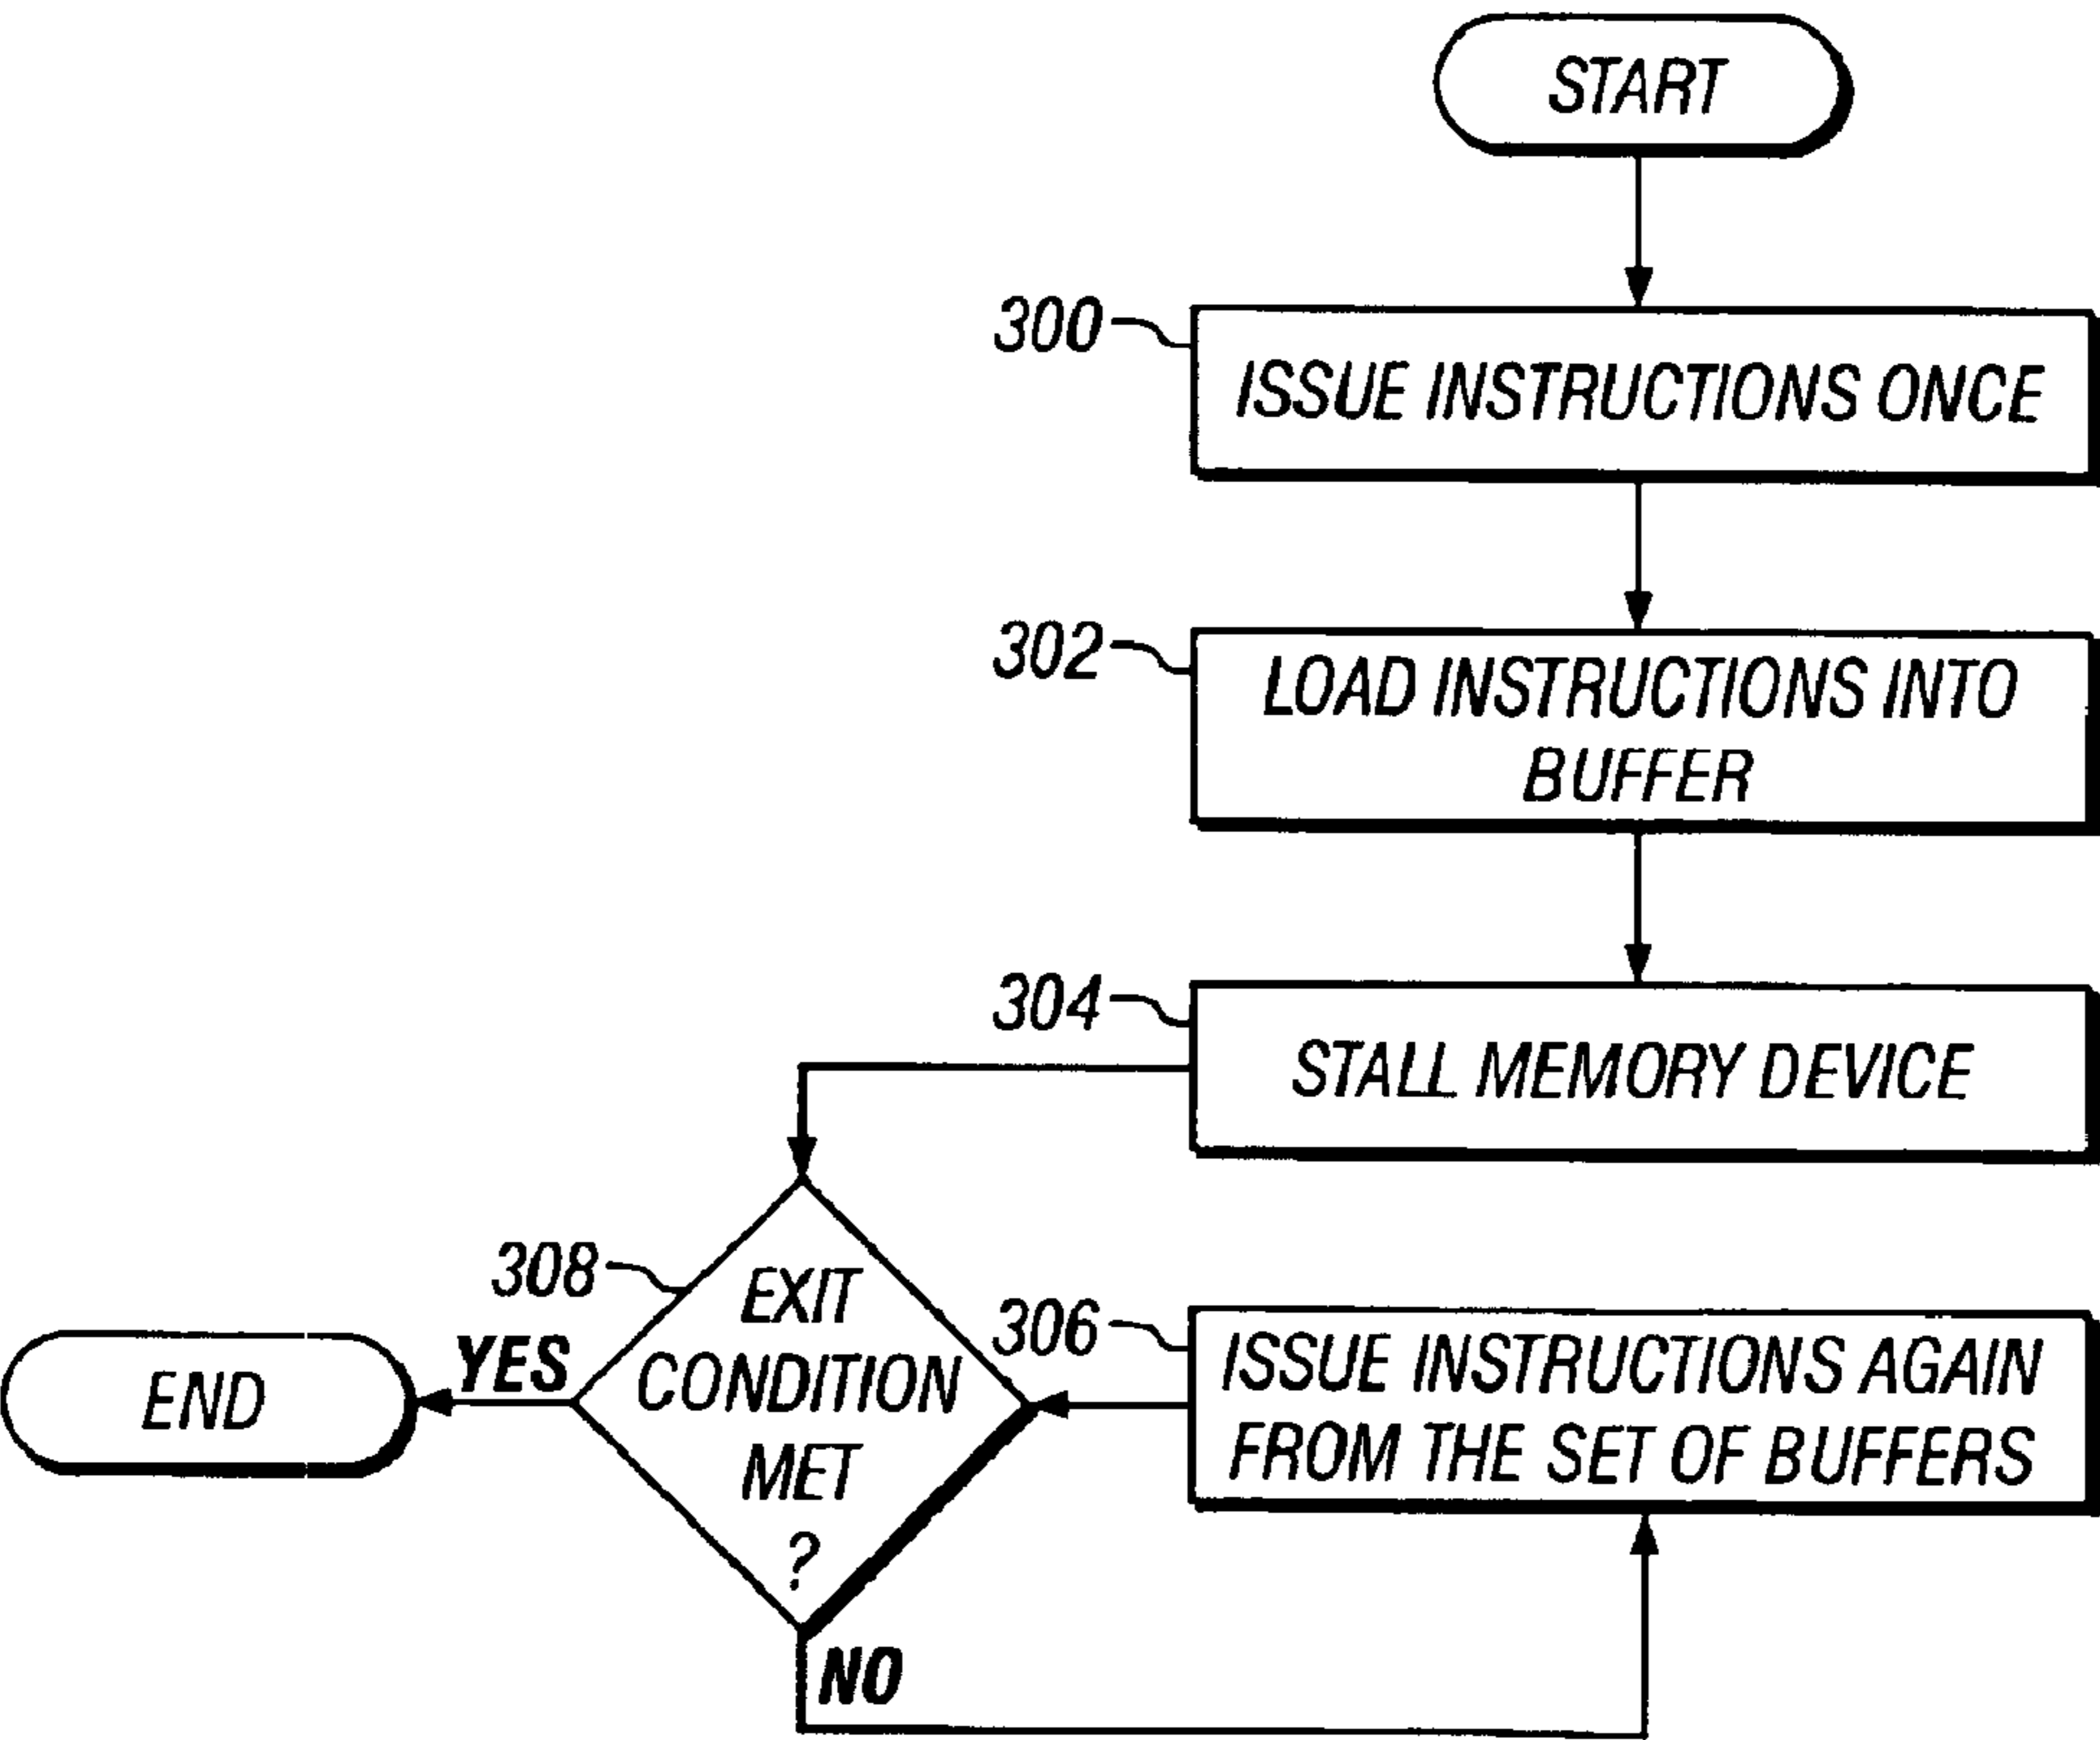 START
300
ISSUE INSTRUCTIONS ONCE
302
LOAD INSTRUCTIONS INTO
BUFFER
304
STALL MEMORY DEVICE
308
EXIT
CONDITION
MET
?
YES
END
NO
306
ISSUE INSTRUCTIONS AGAIN
FROM THE SET OF BUFFERS